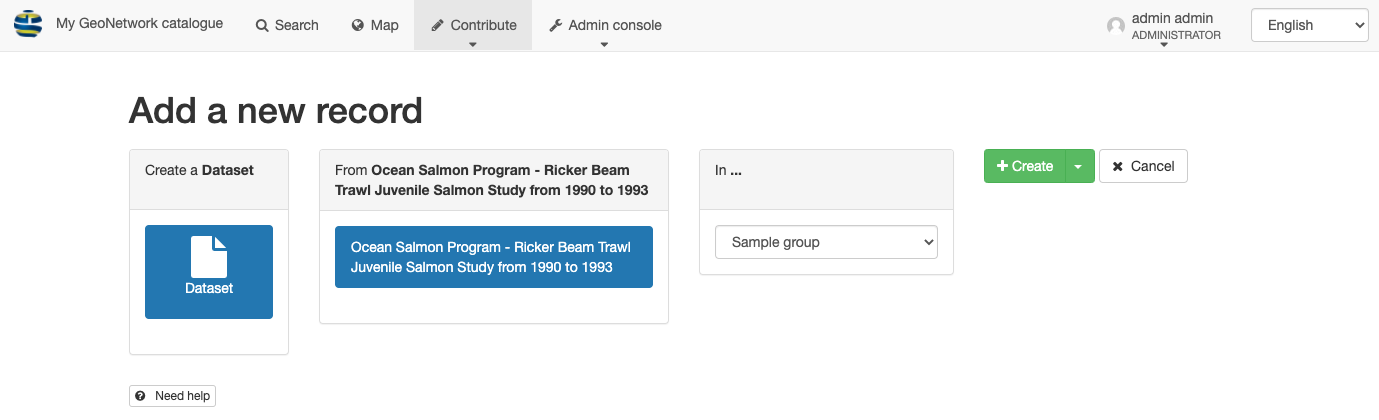 My GeoNetwork catalogue
Search
Map
Contribute
Admin console
admin admin
ADMINISTRATOR
English
Add a new record
Create a Dataset
Dataset
From Ocean Salmon Program - Ricker Beam
Trawl Juvenile Salmon Study from 1990 to 1993
Ocean Salmon Program - Ricker Beam Trawl
Juvenile Salmon Study from 1990 to 1993
In ...
Sample group
Create
Cancel
Need help